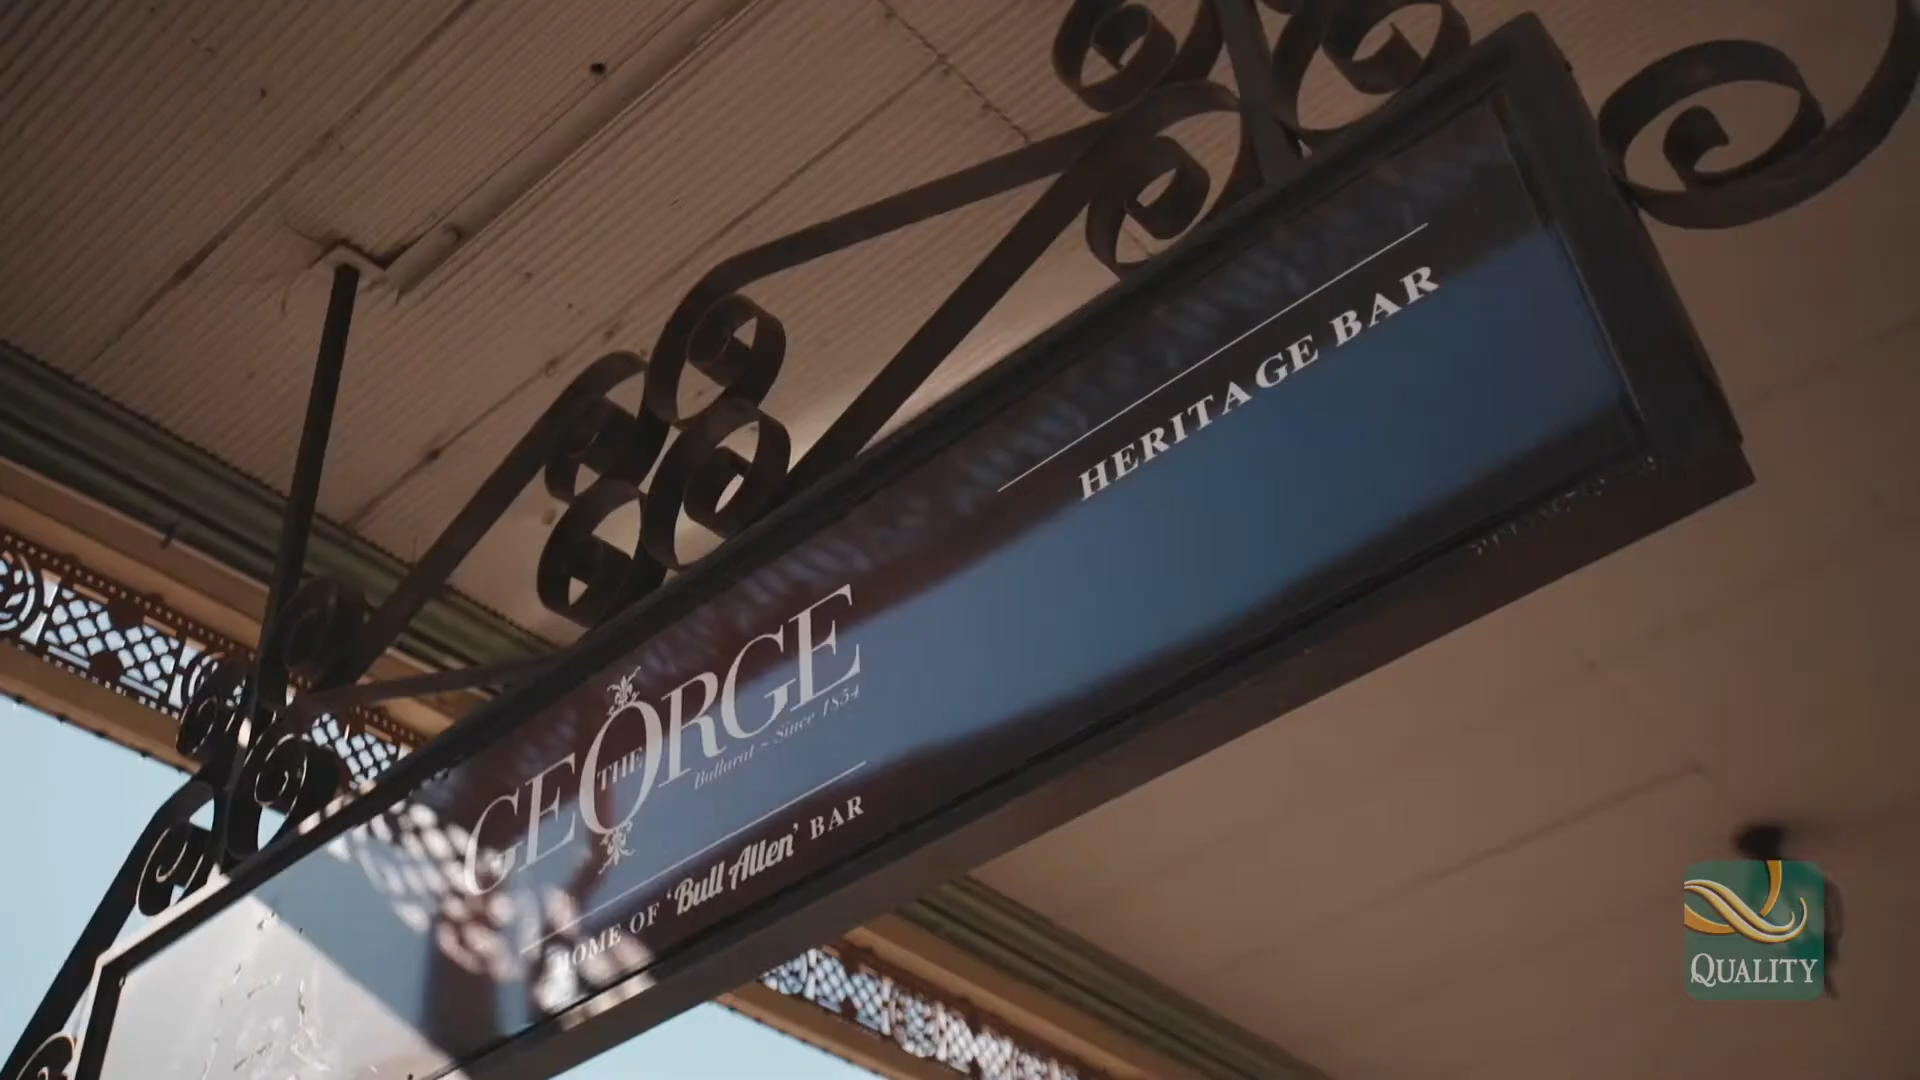 HERITAGE BAR
GEORGE
THE
Ballarat ~ Since 1854
HOME OF 'Bull Allen' BAR
QUALITY